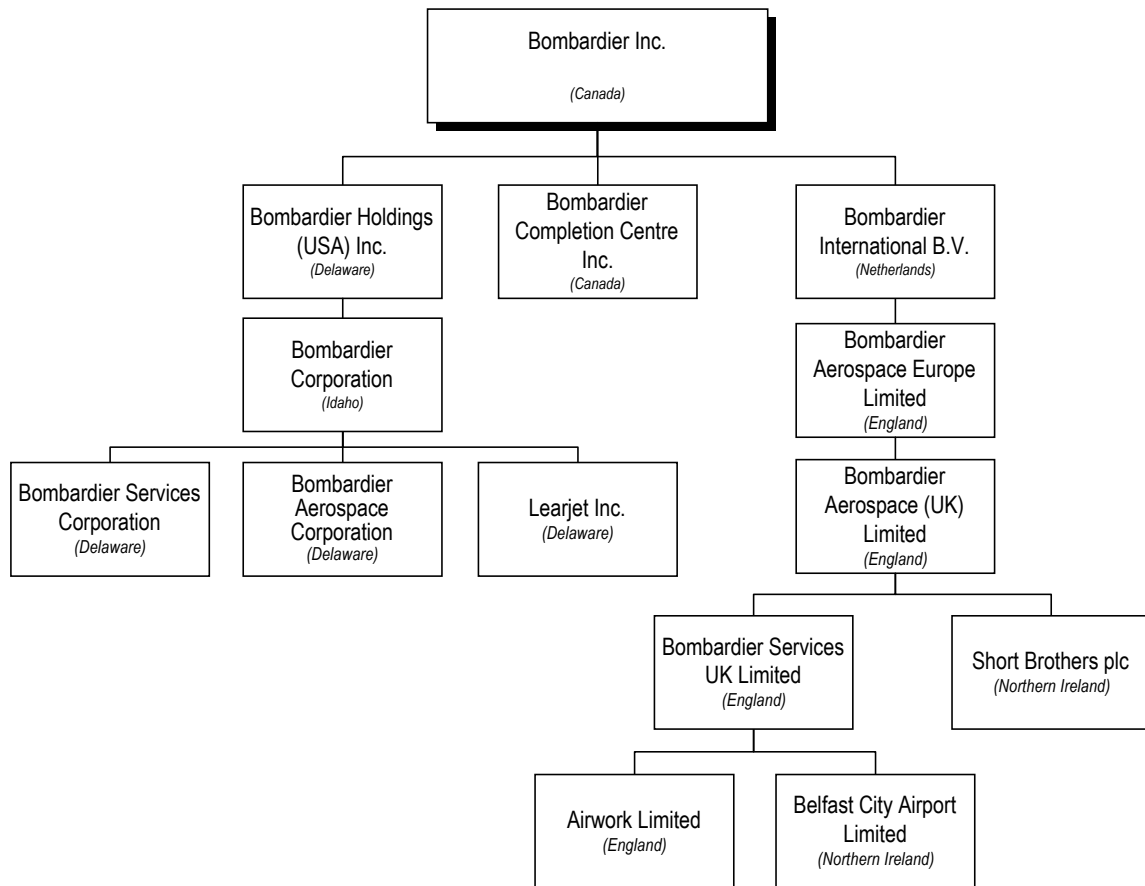 Bombardier Inc.
(Canada)
Bombardier Holdings
(USA) Inc.
(Delaware)
Bombardier
Completion Centre
Inc.
(Canada)
Bombardier
International B.V.
(Netherlands)
Bombardier
Corporation
(Idaho)
Bombardier
Aerospace Europe
Limited
(England)
Bombardier Services
Corporation
(Delaware)
Bombardier
Aerospace
Corporation
(Delaware)
Learjet Inc.
(Delaware)
Bombardier
Aerospace (UK)
Limited
(England)
Bombardier Services
UK Limited
(England)
Short Brothers plc
(Northern Ireland)
Airwork Limited
(England)
Belfast City Airport
Limited
(Northern Ireland)